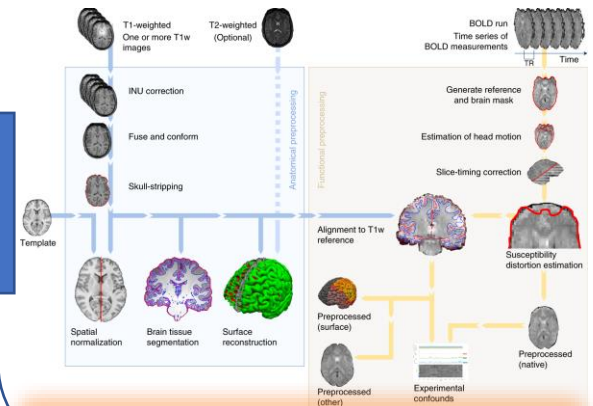 T1-weighted
One or more T1w
images
T2-weighted
(Optional)
BOLD run
Time series of
BOLD measurements
TR
Time
INU correction
Fuse and conform
Skull-stripping
Anatomical preprocessing
Functional preprocessing
Generate reference
and brain mask
Estimation of head motion
Slice-timing correction
Template
Alignment to T1w
reference
Susceptibility
distortion estimation
Spatial
normalization
Brain tissue
segmentation
Surface
reconstruction
Preprocessed
(surface)
Preprocessed
(other)
Experimental
confounds
Preprocessed
(native)